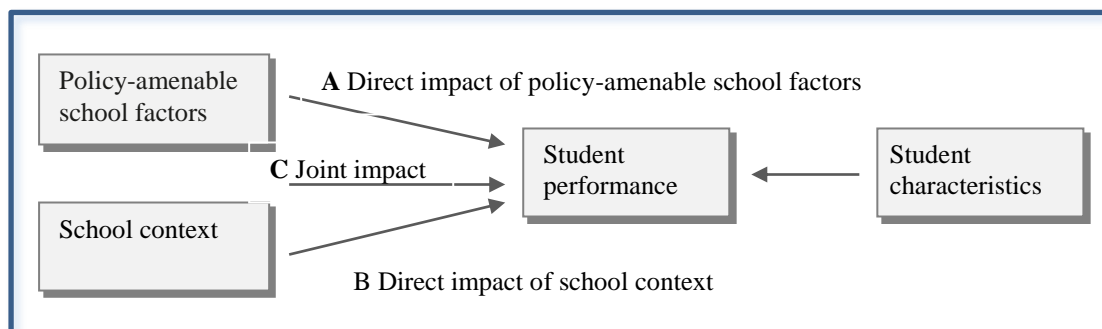 Policy-amenable
school factors
A Direct impact of policy-amenable school factors
C Joint impact
Student
performance
Student
characteristics
School context
B Direct impact of school context